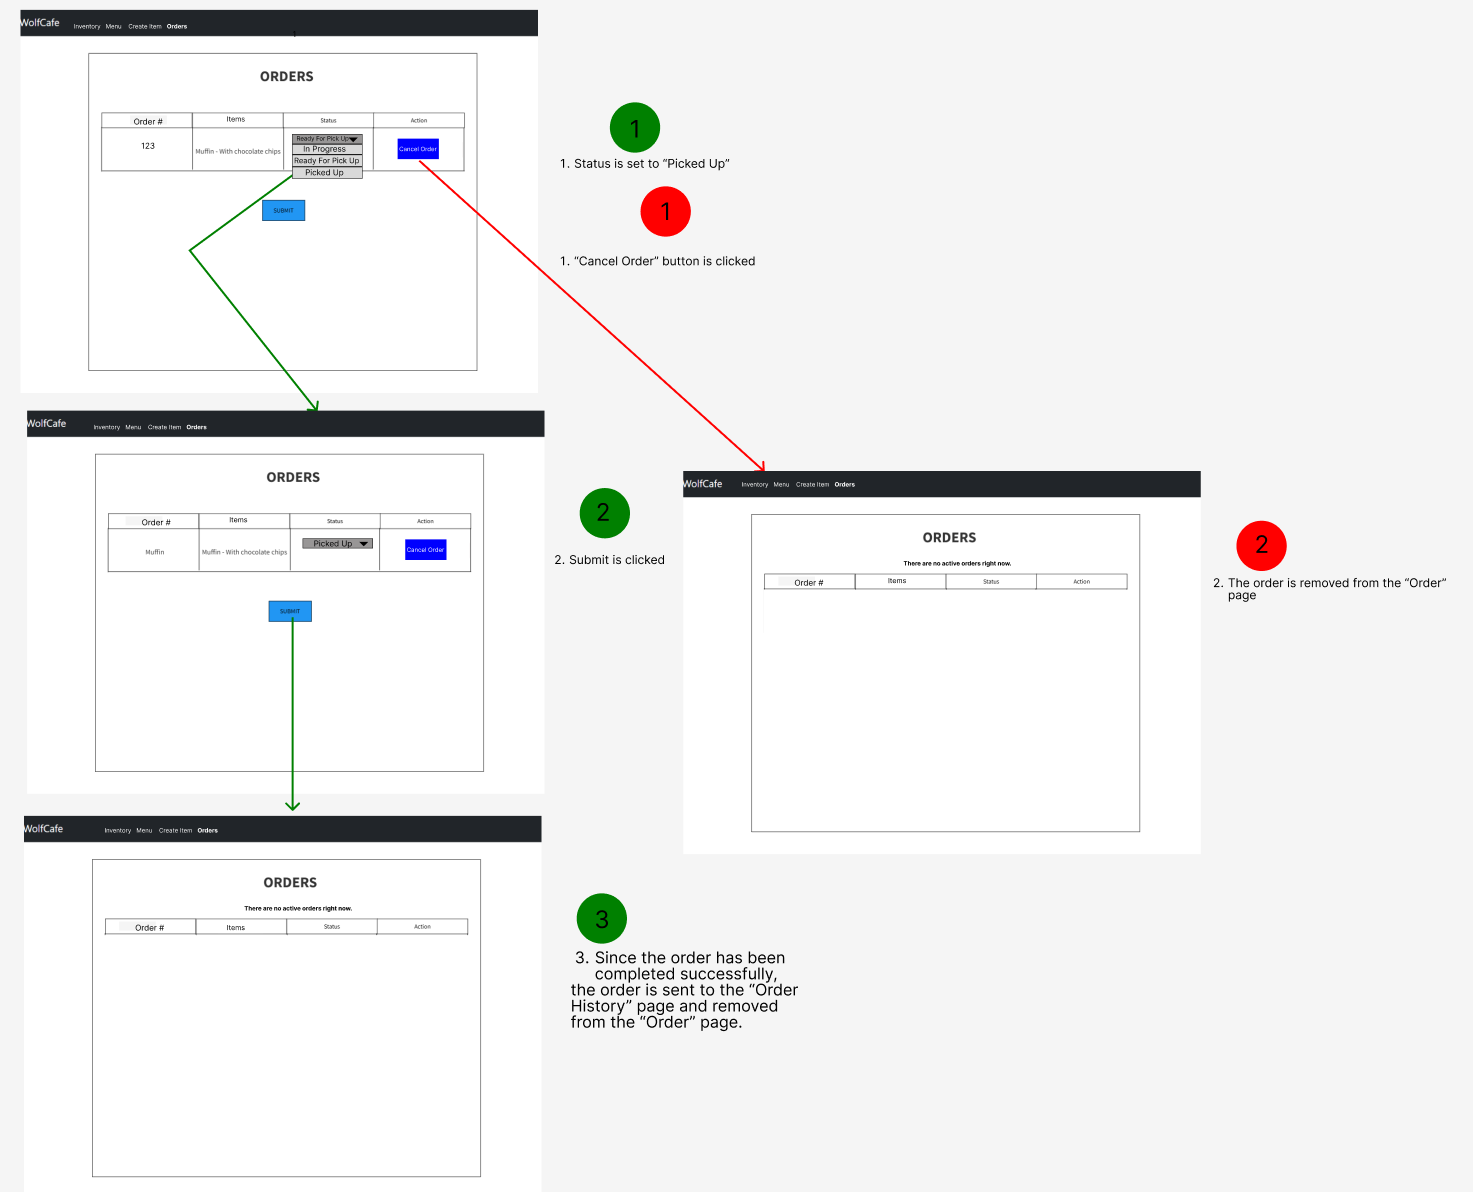 WolfCafe
Inventory Menu Create Item Orders
1
ORDERS
Order # Items Status Action
123 Muffin - With chocolate chips Ready For Pick Up Cancel Order
In Progress
Ready For Pick Up
Picked Up
SUBMIT
1
1. Status is set to “Picked Up”
1
1. “Cancel Order” button is clicked
WolfCafe
Inventory Menu Create Item Orders
ORDERS
Order # Items Status Action
Muffin Muffin - With chocolate chips Picked Up Cancel Order
SUBMIT
2
2. Submit is clicked
WolfCafe
Inventory Menu Create Item Orders
ORDERS
There are no active orders right now.
Order # Items Status Action
2
2. The order is removed from the “Order”
page
WolfCafe
Inventory Menu Create Item Orders
ORDERS
There are no active orders right now.
Order # Items Status Action
3
3. Since the order has been
completed successfully,
the order is sent to the “Order
History” page and removed
from the “Order” page.